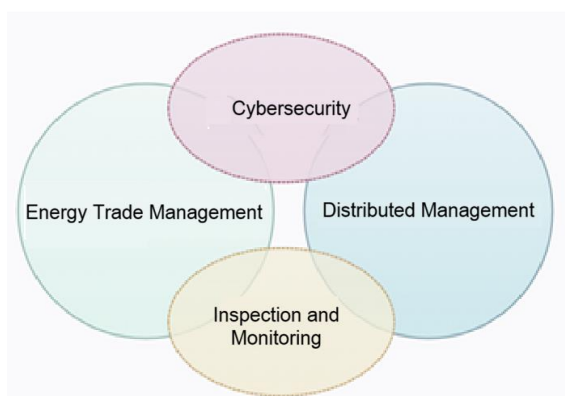 Cybersecurity
Energy Trade Management
Distributed Management
Inspection and
Monitoring